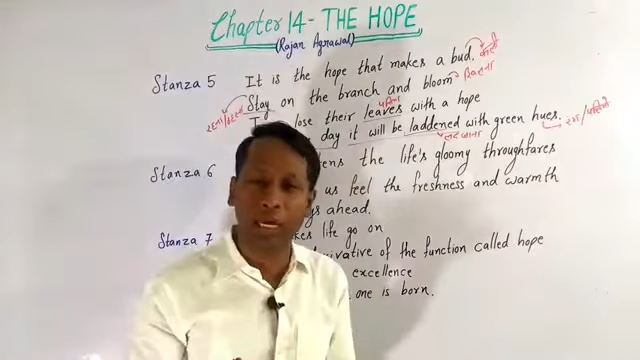 Chapter 14 - THE HOPE
(Rajan Agrawal)
Stanza 5 It is the hope that makes a bud. कली
Stay on the branch and bloom खिलना
रहना
lose their leaves with a hope पत्तियाँ
day it will be laddened with green hues. रंग/पत्तियाँ
लद जाना
Stanza 6 the life's gloomy throughfares
us feel the freshness and warmth
ahead.
Stanza 7 life go on
of the function called hope
excellence
one is born.